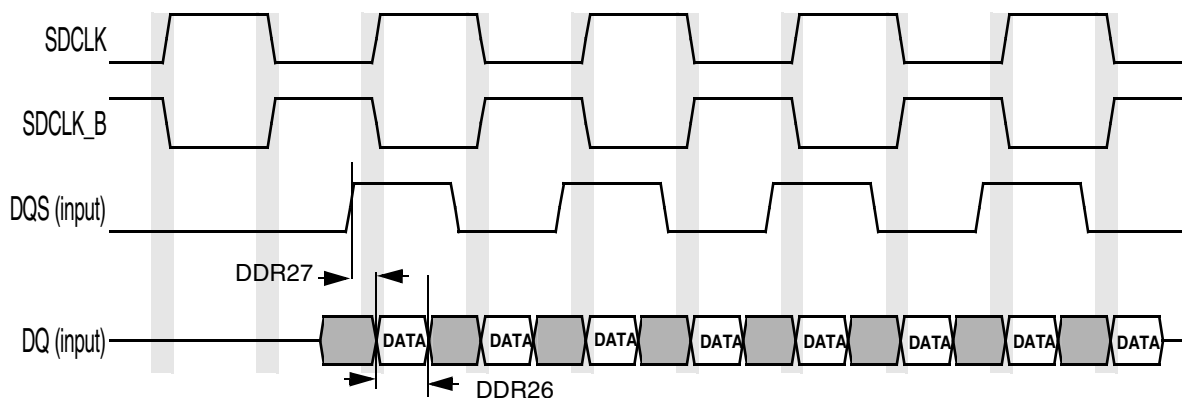 SDCLK
SDCLK_B
DQS (input)
DDR27
DQ (input)
DATA DATA DATA DATA DATA DATA DATA DATA
DDR26